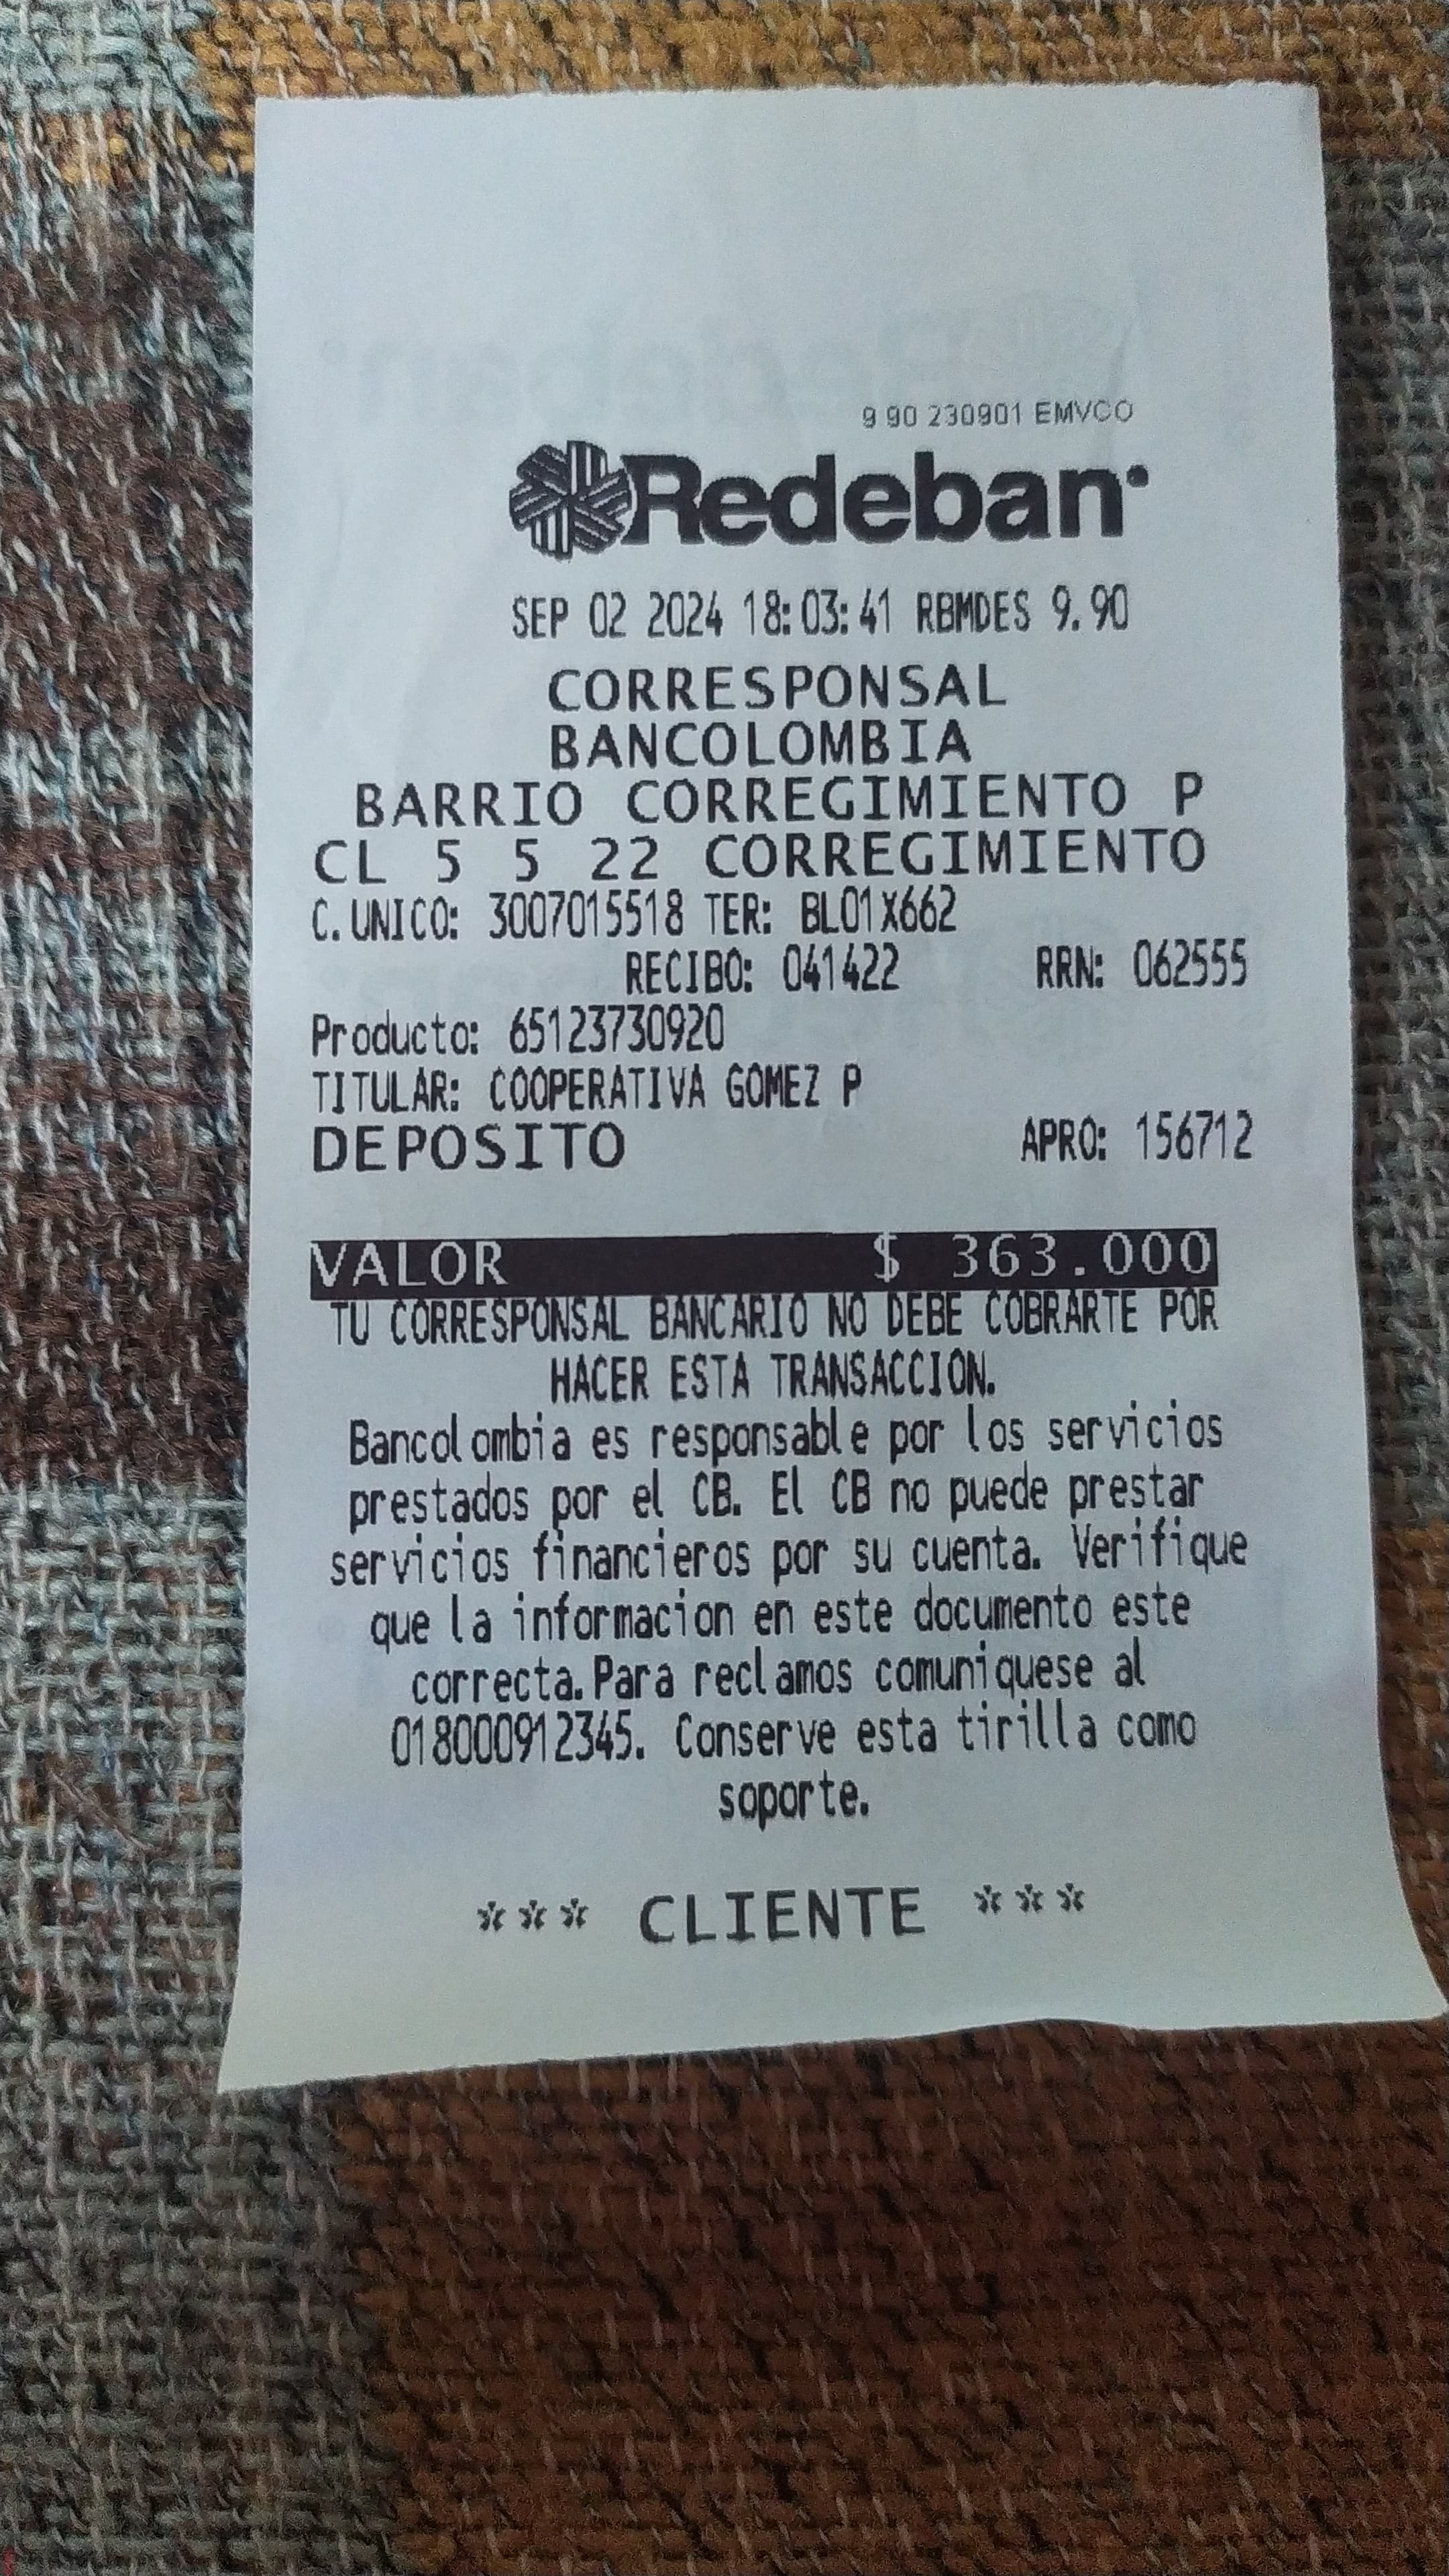 9 90 230901 EMVCO
Redeban
SEP 02 2024 18:03:41 RBMDES 9.90
CORRESPONSAL
BANCOLOMBIA
BARRIO CORREGIMIENTO P
CL 5 5 22 CORREGIMIENTO
C.UNICO: 3007015518 TER: BL01X662
RECIBO: 041422 RRN: 062555
Producto: 65123730920
TITULAR: COOPERATIVA GOMEZ P
DEPOSITO APRO: 156712
VALOR $ 363.000
TU CORRESPONSAL BANCARIO NO DEBE COBRARTE POR
HACER ESTA TRANSACCION.
Bancolombia es responsable por los servicios
prestados por el CB. El CB no puede prestar
servicios financieros por su cuenta. Verifique
que la informacion en este documento este
correcta.Para reclamos comuniquese al
018000912345. Conserve esta tirilla como
soporte.
*** CLIENTE ***